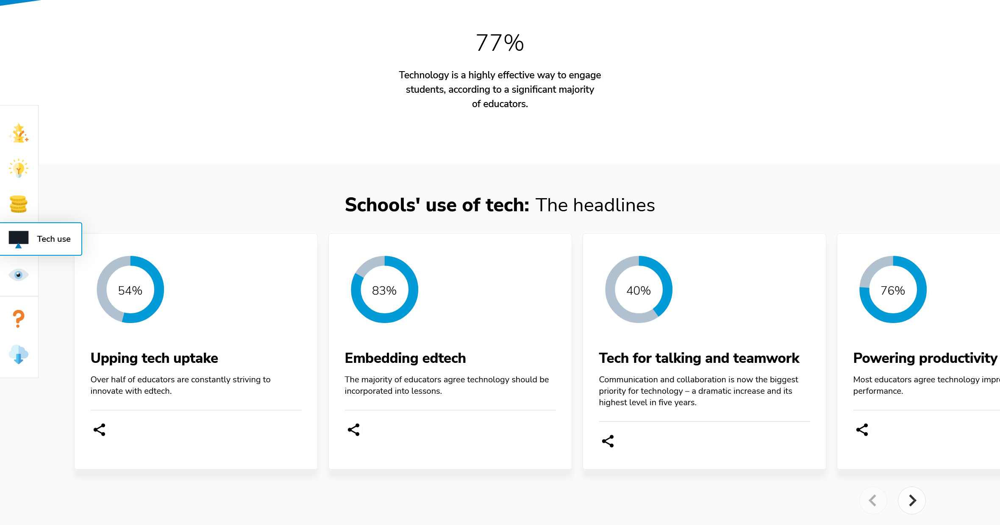 77%
Technology is a highly effective way to engage
students, according to a significant majority
of educators.
Schools' use of tech: The headlines
Tech use
54%
Upping tech uptake
Over half of educators are constantly striving to
innovate with edtech.
83%
Embedding edtech
The majority of educators agree technology should be
incorporated into lessons.
40%
Tech for talking and teamwork
Communication and collaboration is now the biggest
priority for technology – a dramatic increase and its
highest level in five years.
76%
Powering productivity
Most educators agree technology
performance.